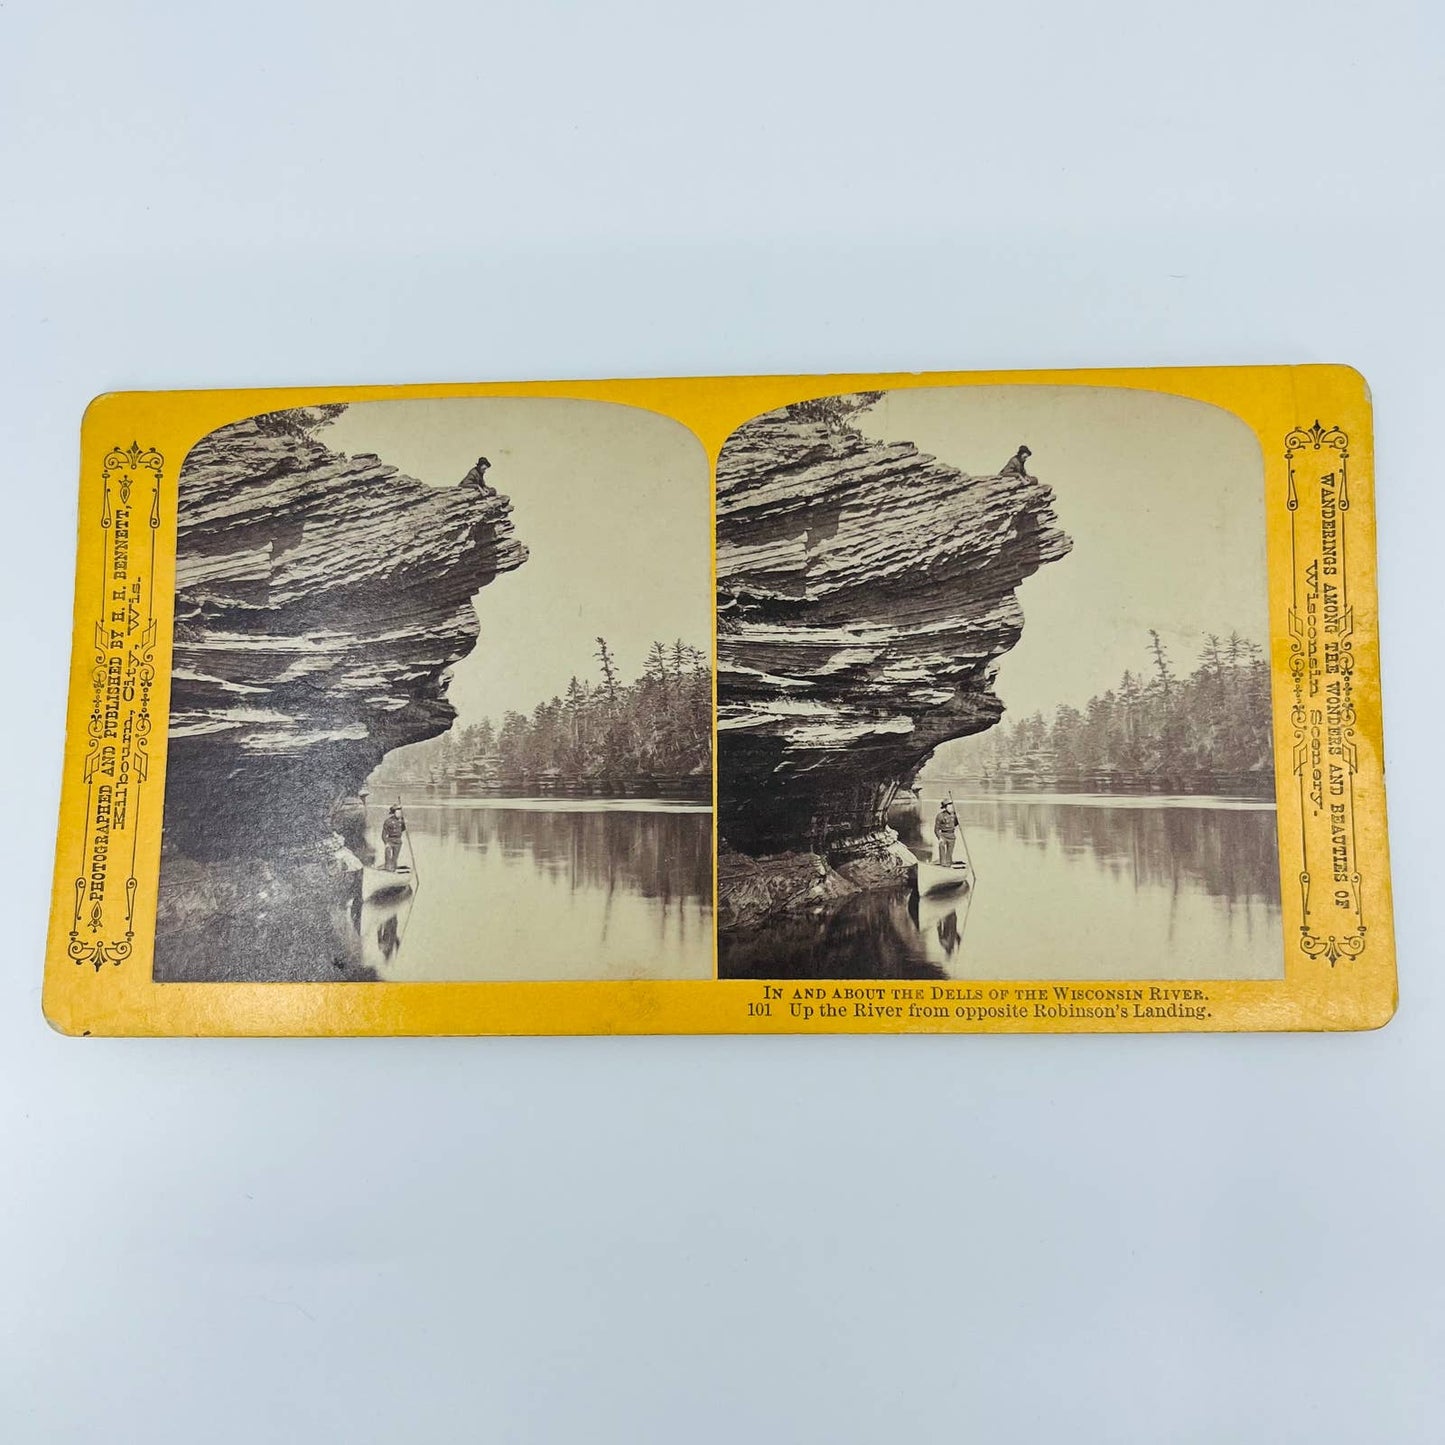 PHOTOGRAPHED AND PUBLISHED BY H. H. BENNETT,
Kilbourn City, Wis.
WANDERINGS AMONG THE WONDERS AND BEAUTIES OF
Wisconsin Scenery.
IN AND ABOUT THE DELLS OF THE WISCONSIN RIVER.
101 Up the River from opposite Robinson's Landing.